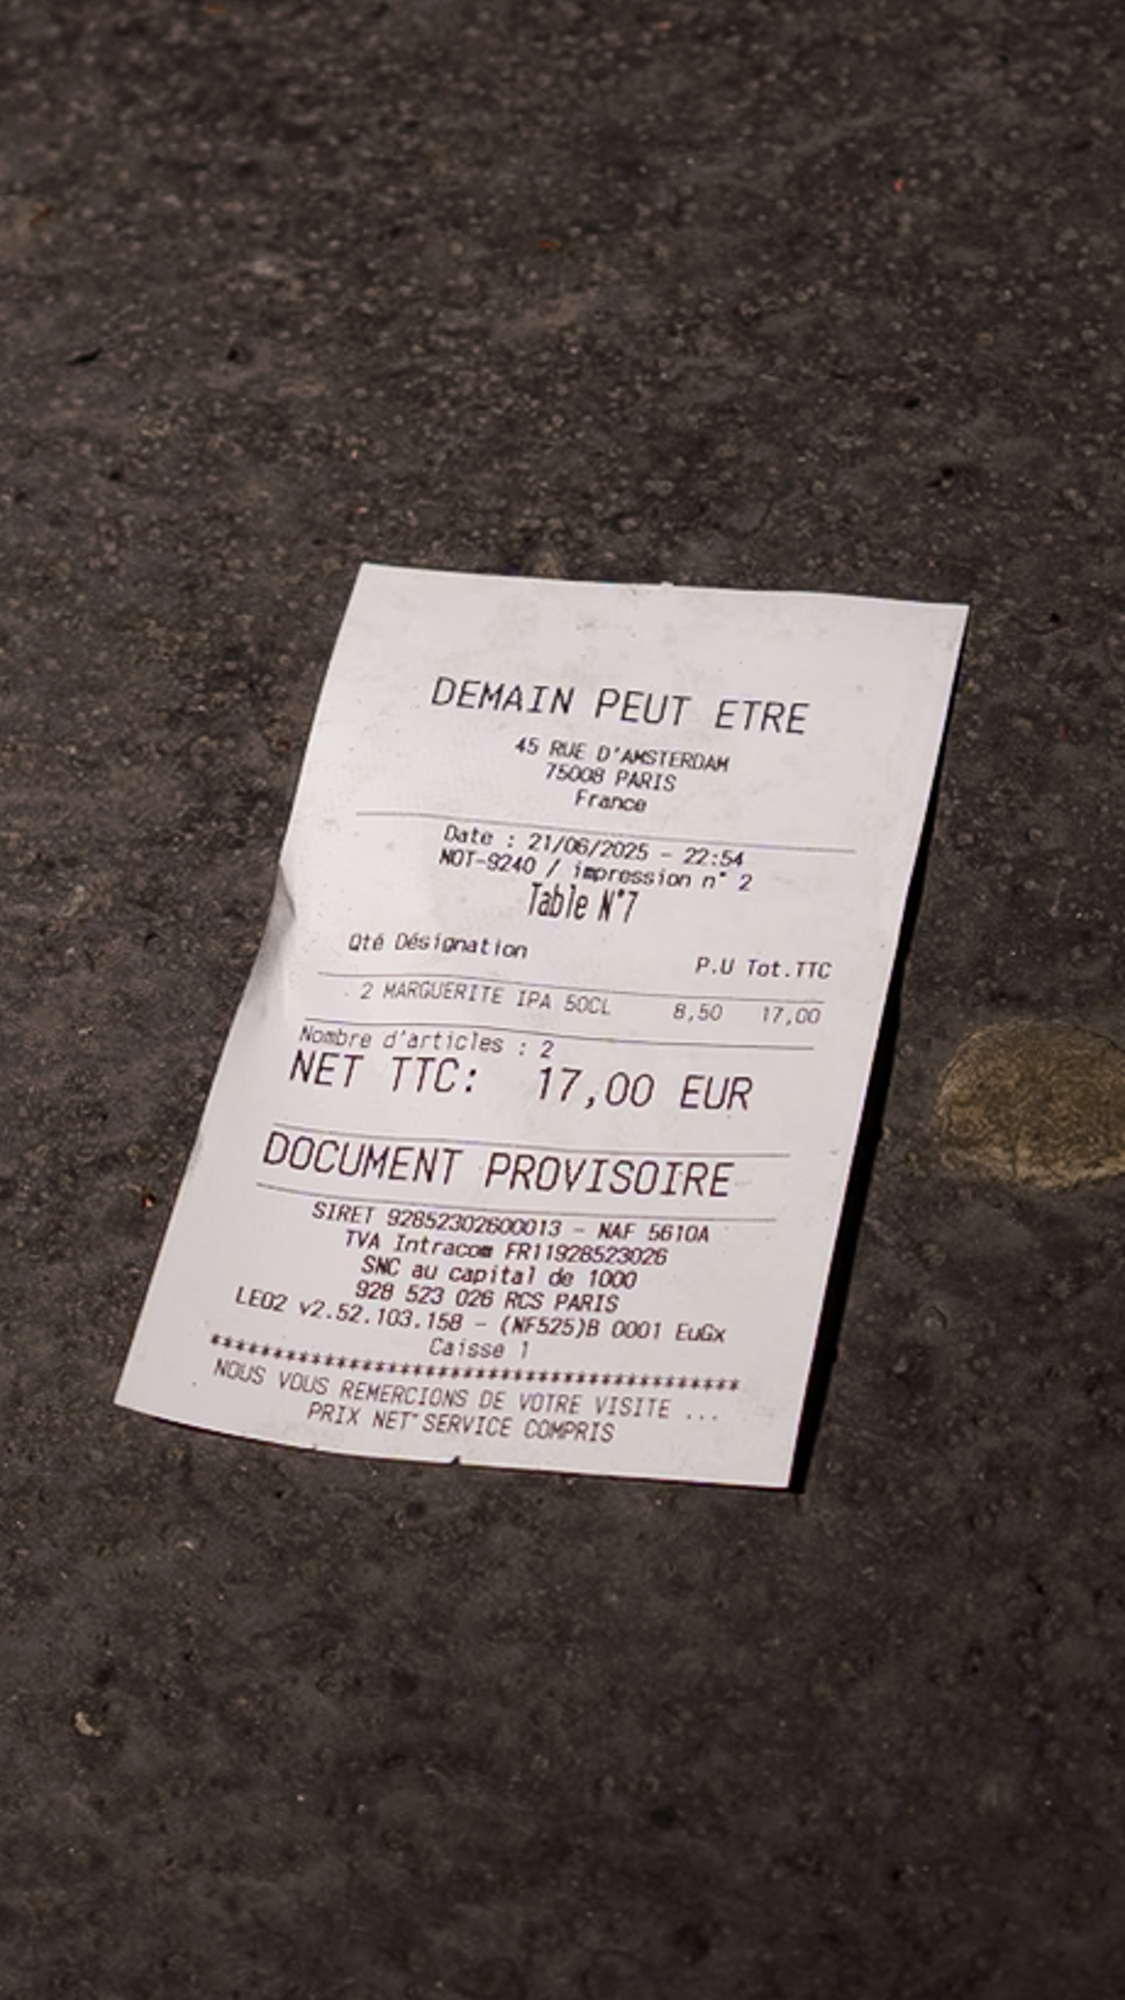 DEMAIN PEUT ETRE
45 RUE D'AMSTERDAM
75008 PARIS
France
Date : 21/06/2025 - 22:54
NOT-9240 / impression n° 2
Table N°7
Qté Désignation P.U Tot.TTC
2 MARGUERITE IPA 50CL 8,50 17,00
Nombre d'articles : 2
NET TTC: 17,00 EUR
DOCUMENT PROVISOIRE
SIRET 92852302600013 - NAF 5610A
TVA Intracom FR11928523026
SNC au capital de 1000
928 523 026 RCS PARIS
LEO2 v2.52.103.158 - (NF525)B 0001 EuGx
Caisse 1
******************************************
NOUS VOUS REMERCIONS DE VOTRE VISITE ...
PRIX NET SERVICE COMPRIS